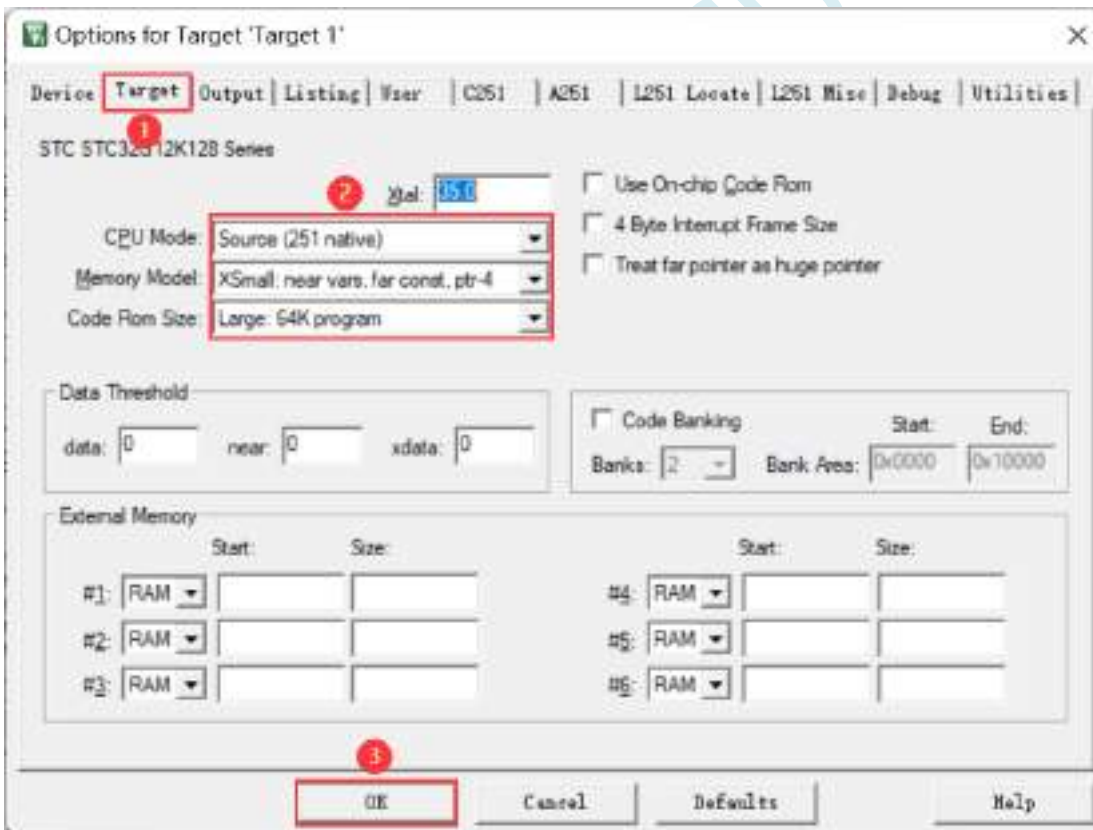 Options for Target 'Target 1'
Device Target Output Listing User C251 A251 L251 Locate L251 Misc Debug Utilities
1
STC STC32G12K128 Series
2
Xtal: 35.0
Use On-chip Code Rom
CPU Mode: Source (251 native)
4 Byte Interrupt Frame Size
Memory Model: XSmall: near vars, far const, ptr-4
Treat far pointer as huge pointer
Code Rom Size: Large: 64K program
Data Threshold
data: 0 near: 0 xdata: 0
Code Banking Start: End:
Banks: 2 Bank Area: 0x0000 0x10000
External Memory
Start: Size: Start: Size:
#1: RAM #4: RAM
#2: RAM #5: RAM
#3: RAM #6: RAM
3
OK Cancel Defaults Help